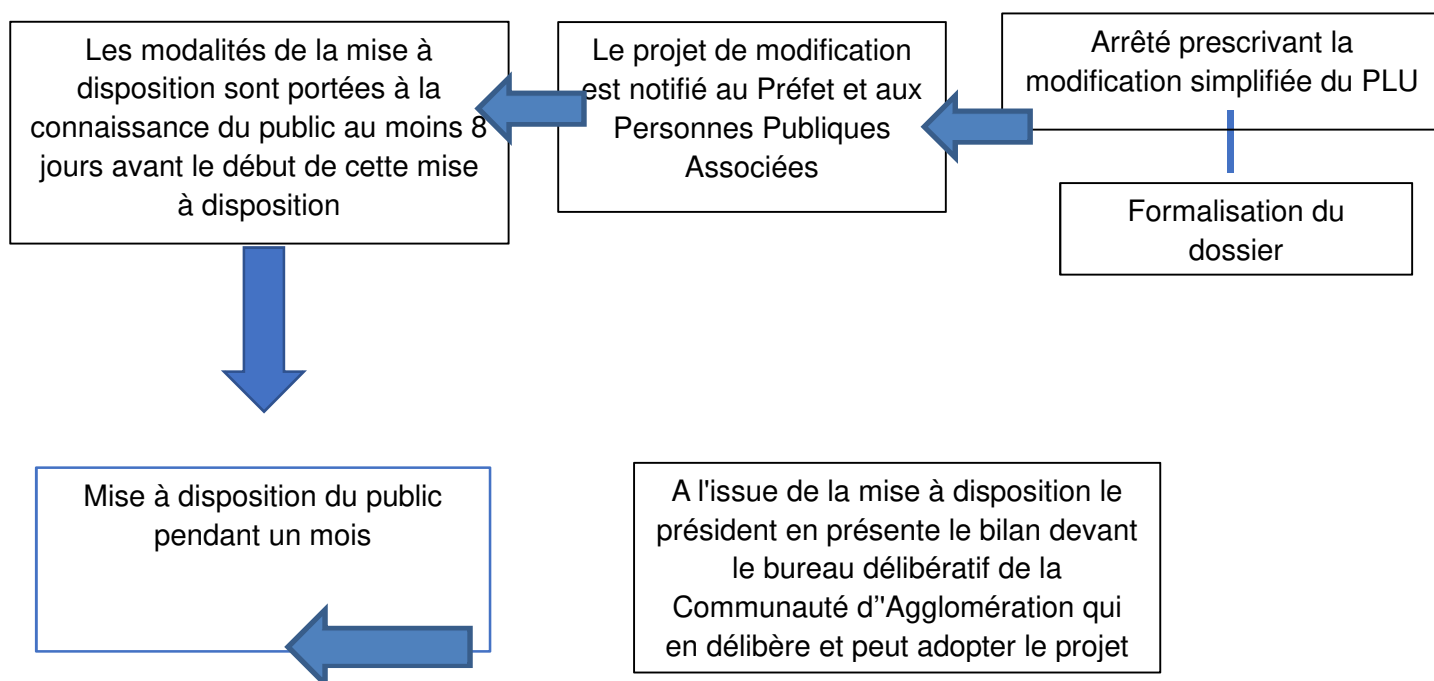 Les modalités de la mise à
disposition sont portées à la
connaissance du public au moins 8
jours avant le début de cette mise
à disposition
Le projet de modification
est notifié au Préfet et aux
Personnes Publiques
Associées
Arrêté prescrivant la
modification simplifiée du PLU
Formalisation du
dossier
Mise à disposition du public
pendant un mois
A l'issue de la mise à disposition le
président en présente le bilan devant
le bureau délibératif de la
Communauté d''Agglomération qui
en délibère et peut adopter le projet